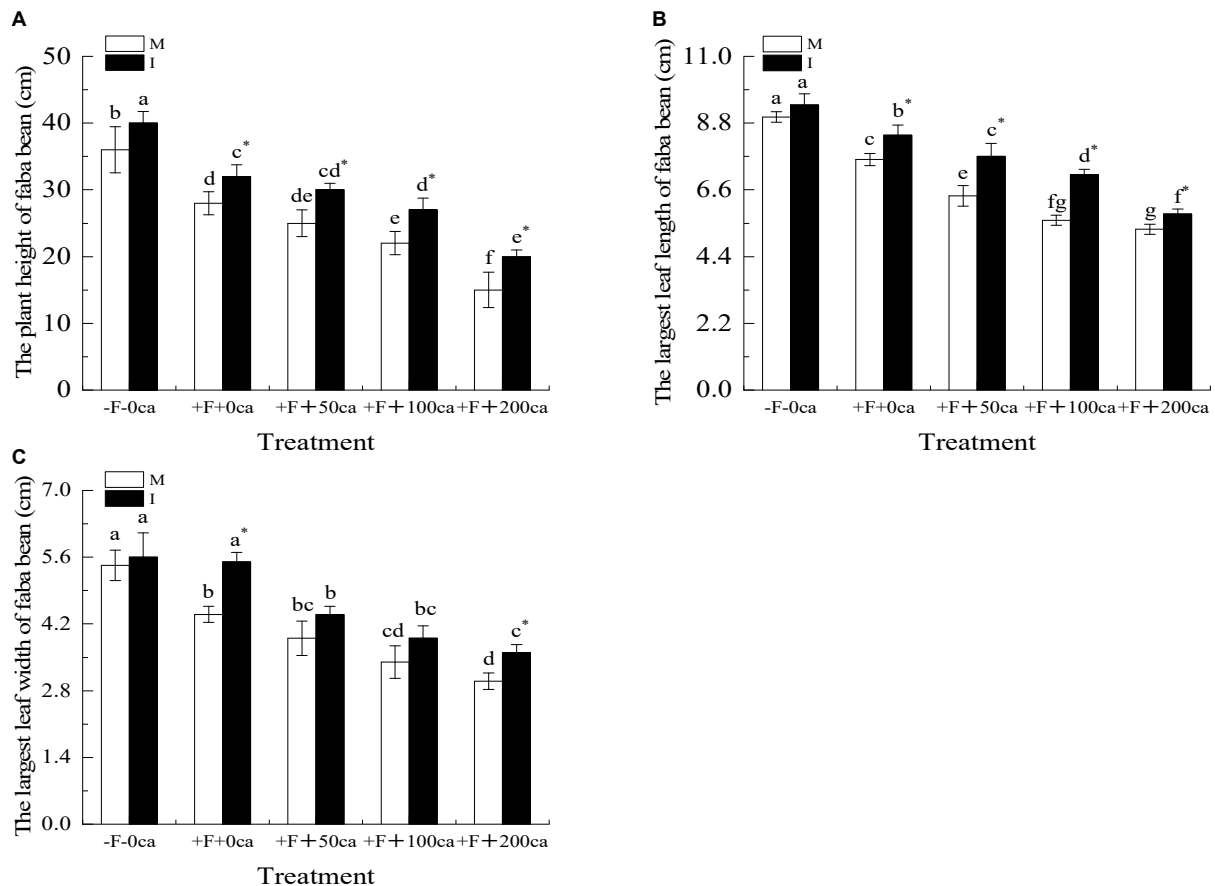 A
The plant height of faba bean (cm)
M
I
50
40
30
20
10
0
b a
d c*
de cd*
e d*
f e*
-F-0ca +F+0ca +F+50ca +F+100ca +F+200ca
Treatment
B
The largest leaf length of faba bean (cm)
M
I
11.0
8.8
6.6
4.4
2.2
0.0
a a
c b*
e c*
fg d*
g f*
-F-0ca +F+0ca +F+50ca +F+100ca +F+200ca
Treatment
C
The largest leaf width of faba bean (cm)
M
I
7.0
5.6
4.2
2.8
1.4
0.0
a a
b a*
bc b
cd bc
d c*
-F-0ca +F+0ca +F+50ca +F+100ca +F+200ca
Treatment